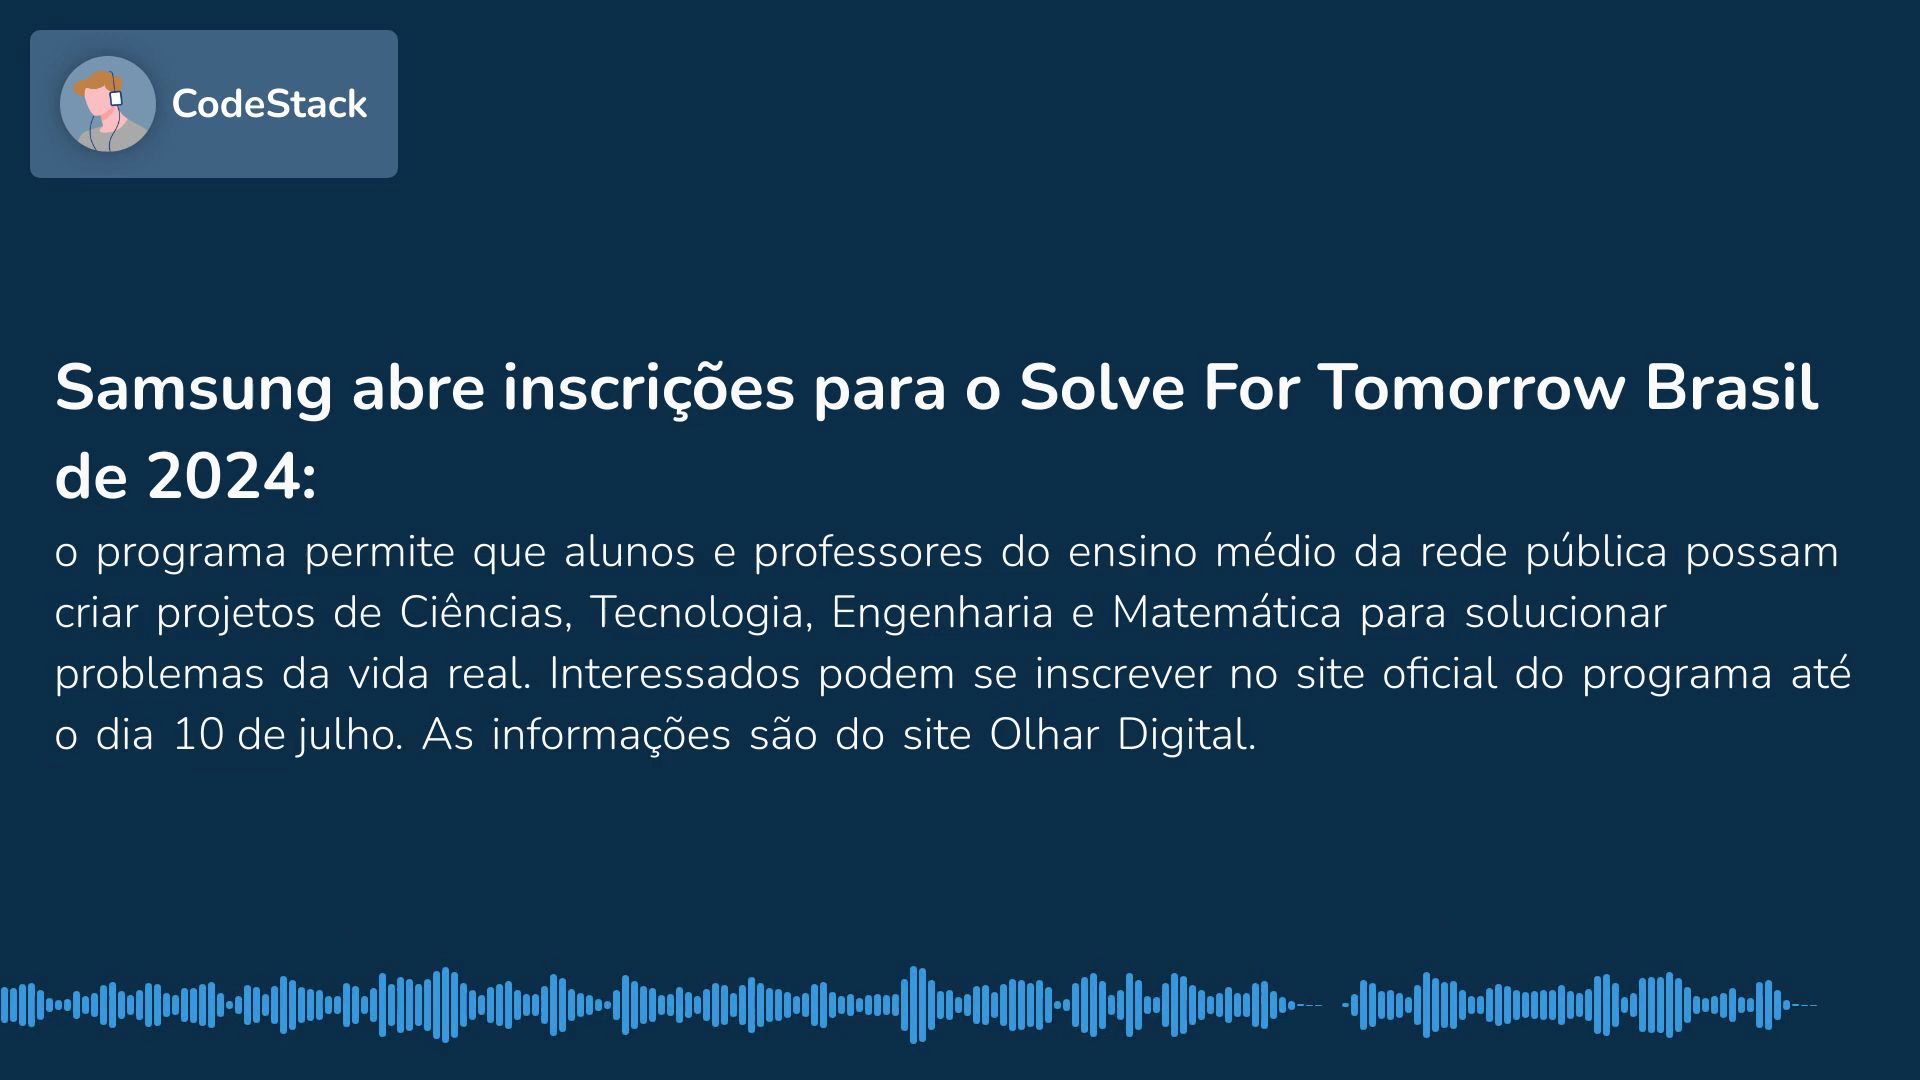 CodeStack
Samsung abre inscrições para o Solve For Tomorrow Brasil
de 2024:
o programa permite que alunos e professores do ensino médio da rede pública possam
criar projetos de Ciências, Tecnologia, Engenharia e Matemática para solucionar
problemas da vida real. Interessados podem se inscrever no site oficial do programa até
o dia 10 de julho. As informações são do site Olhar Digital.